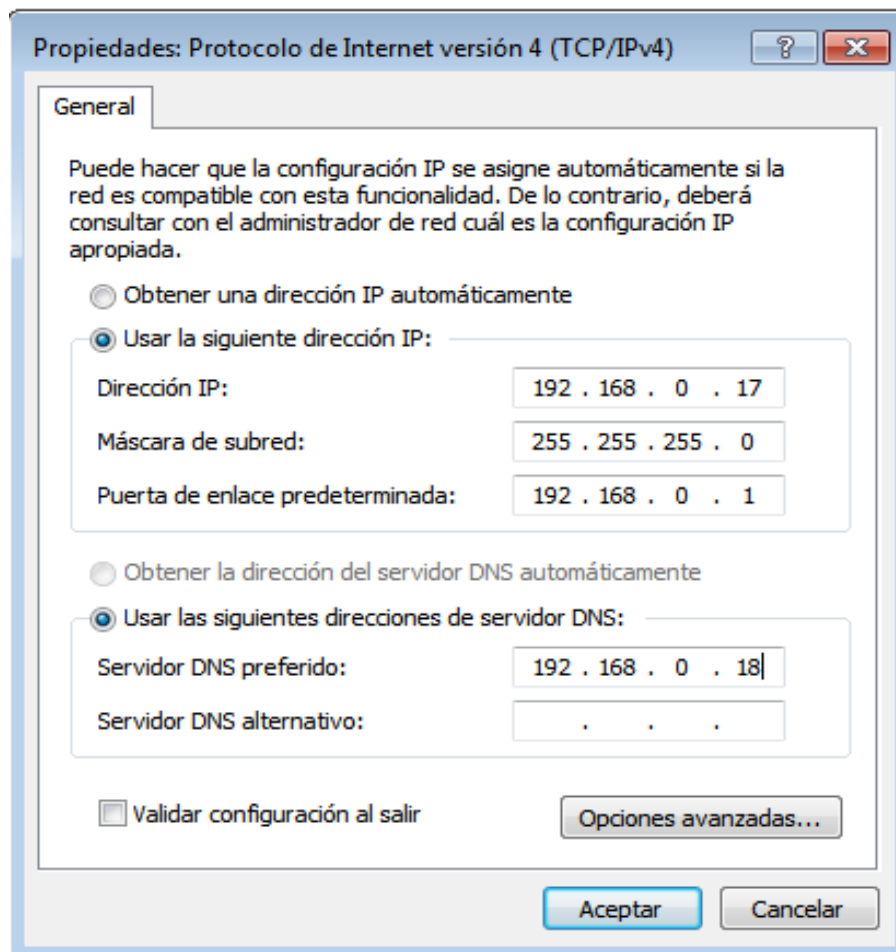 Propiedades: Protocolo de Internet versión 4 (TCP/IPv4)
General
Puede hacer que la configuración IP se asigne automáticamente si la
red es compatible con esta funcionalidad. De lo contrario, deberá
consultar con el administrador de red cuál es la configuración IP
apropiada.
Obtener una dirección IP automáticamente
Usar la siguiente dirección IP:
Dirección IP: 192 . 168 . 0 . 17
Máscara de subred: 255 . 255 . 255 . 0
Puerta de enlace predeterminada: 192 . 168 . 0 . 1
Obtener la dirección del servidor DNS automáticamente
Usar las siguientes direcciones de servidor DNS:
Servidor DNS preferido: 192 . 168 . 0 . 18
Servidor DNS alternativo: . . .
Validar configuración al salir Opciones avanzadas...
Aceptar Cancelar